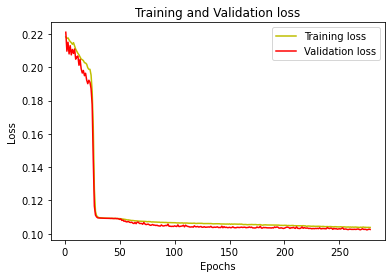 Training and Validation loss
Training loss
Validation loss
0.22
0.20
0.18
0.16
0.14
0.12
0.10
Loss
0
50
100
150
200
250
Epochs